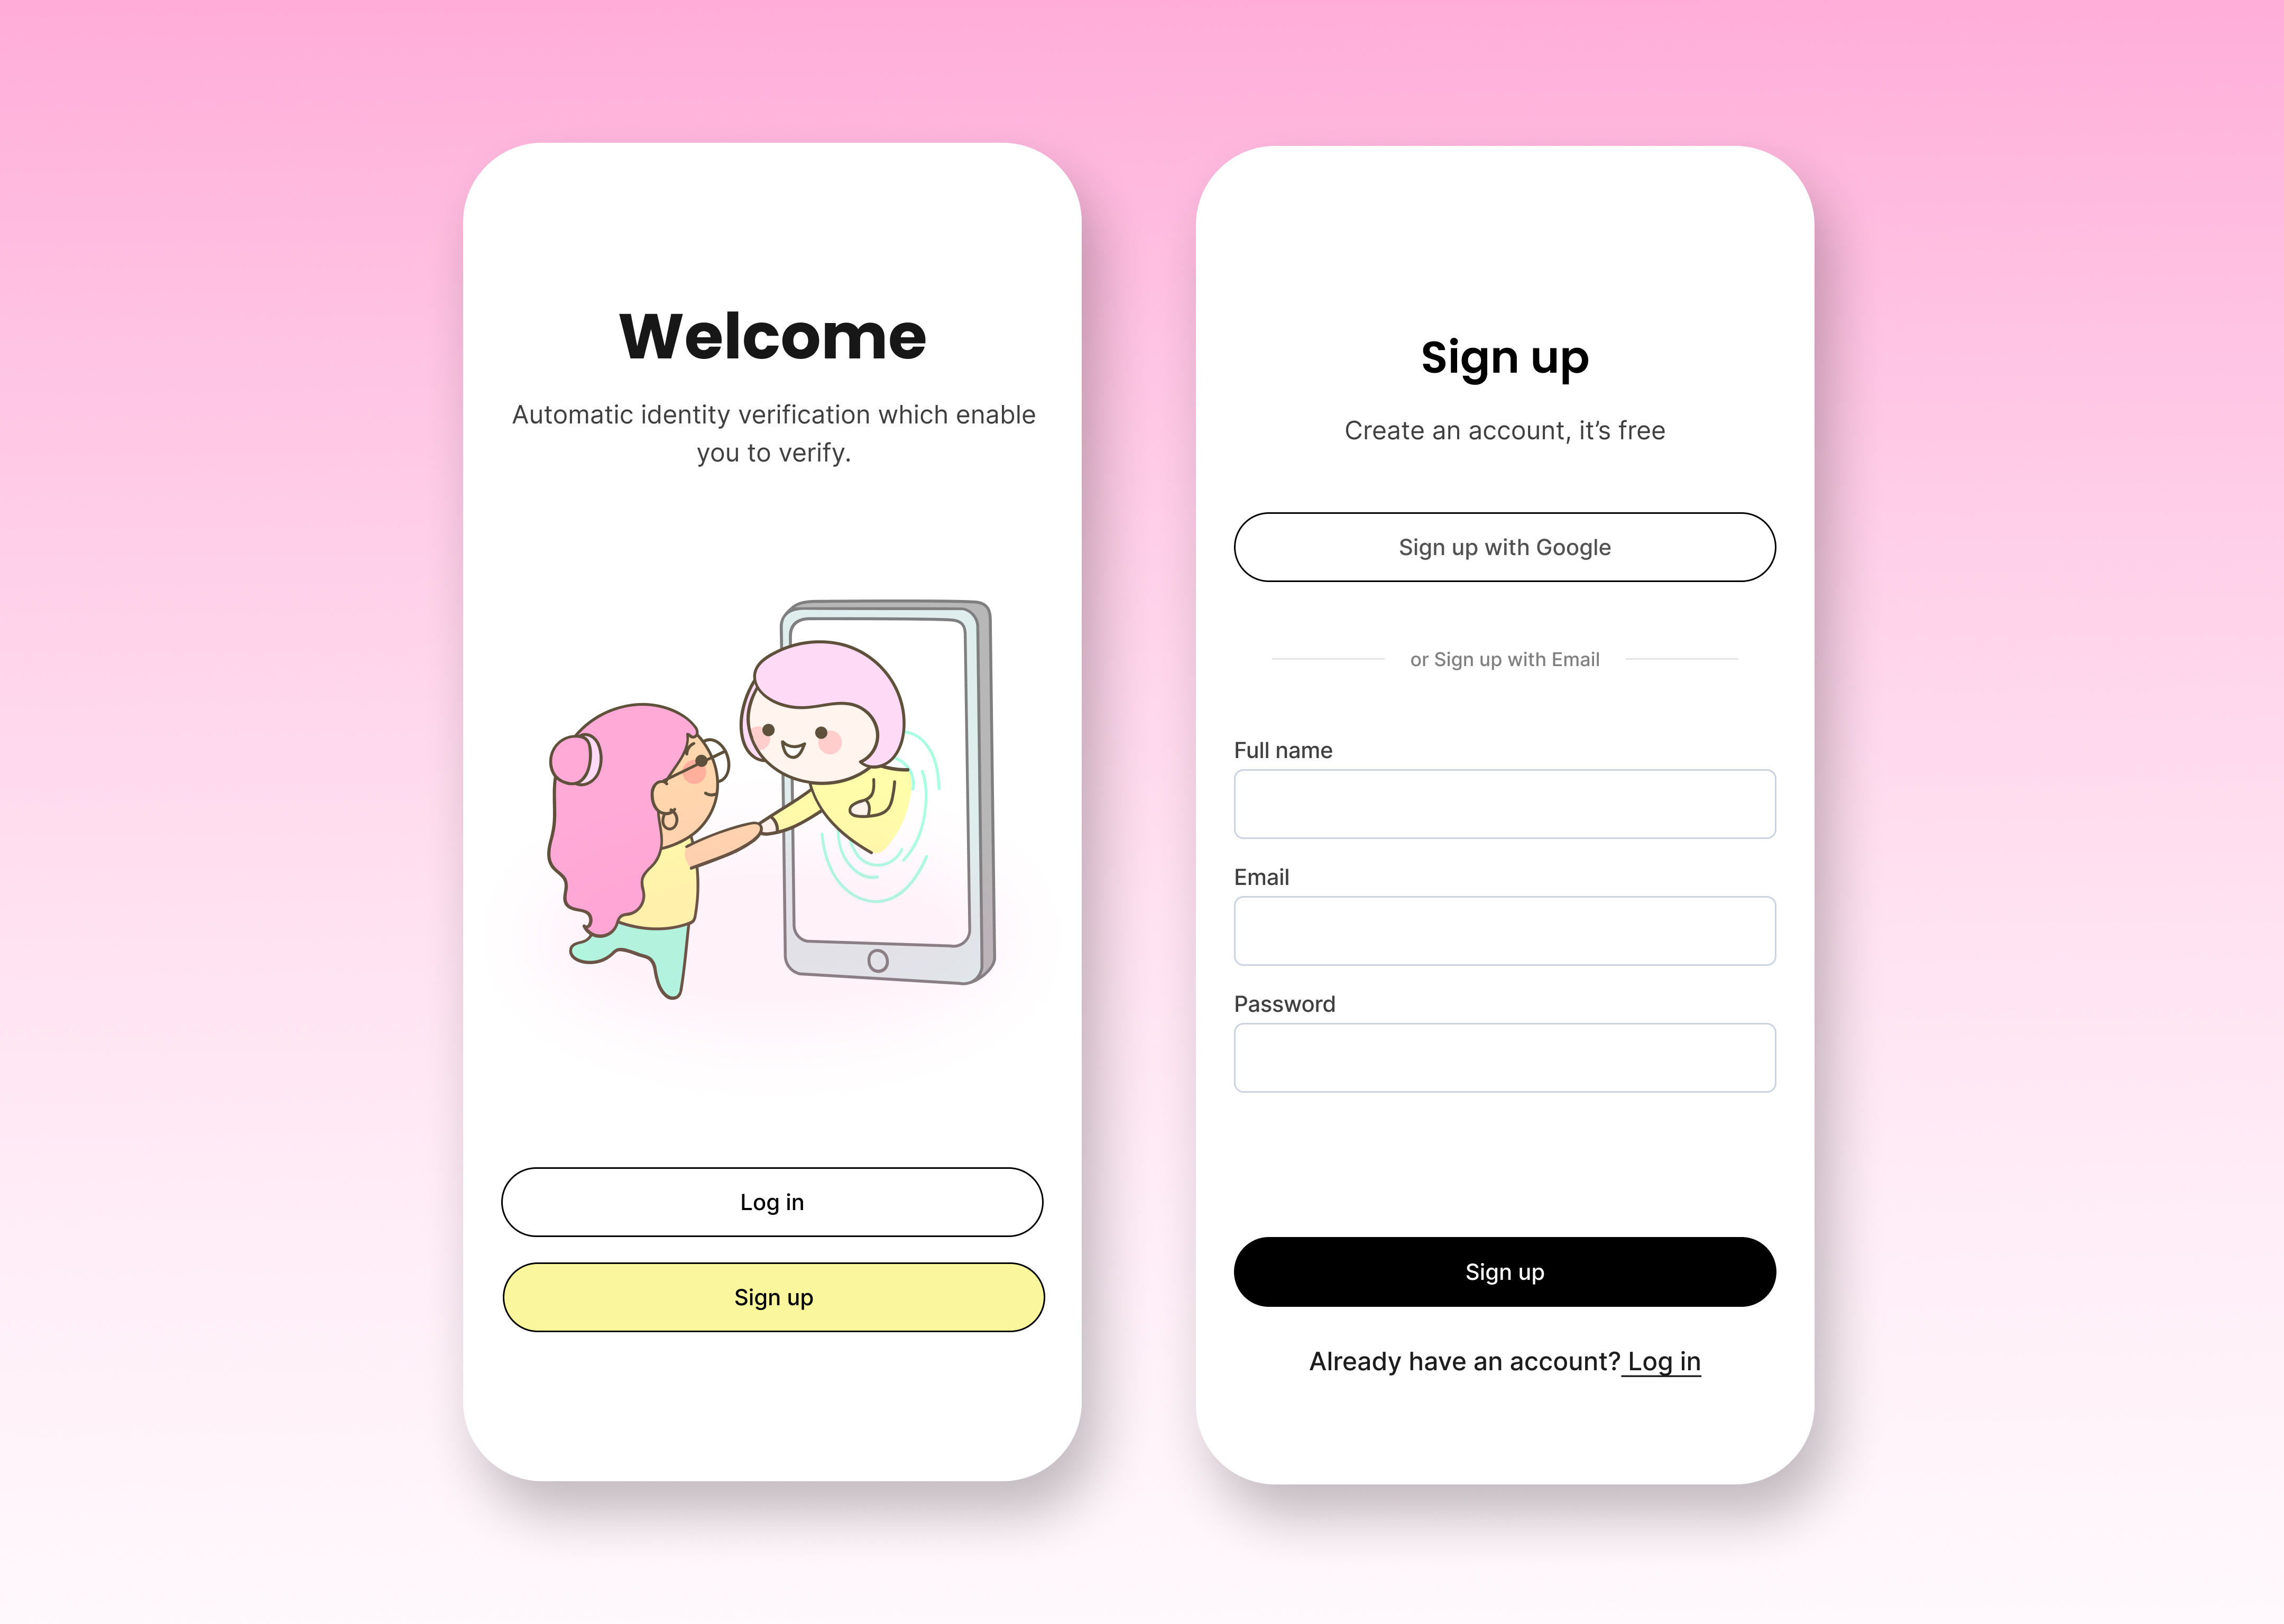 Welcome
Automatic identity verification which enable
you to verify.
Log in
Sign up
Sign up
Create an account, it’s free
Sign up with Google
or Sign up with Email
Full name
Email
Password
Sign up
Already have an account? Log in